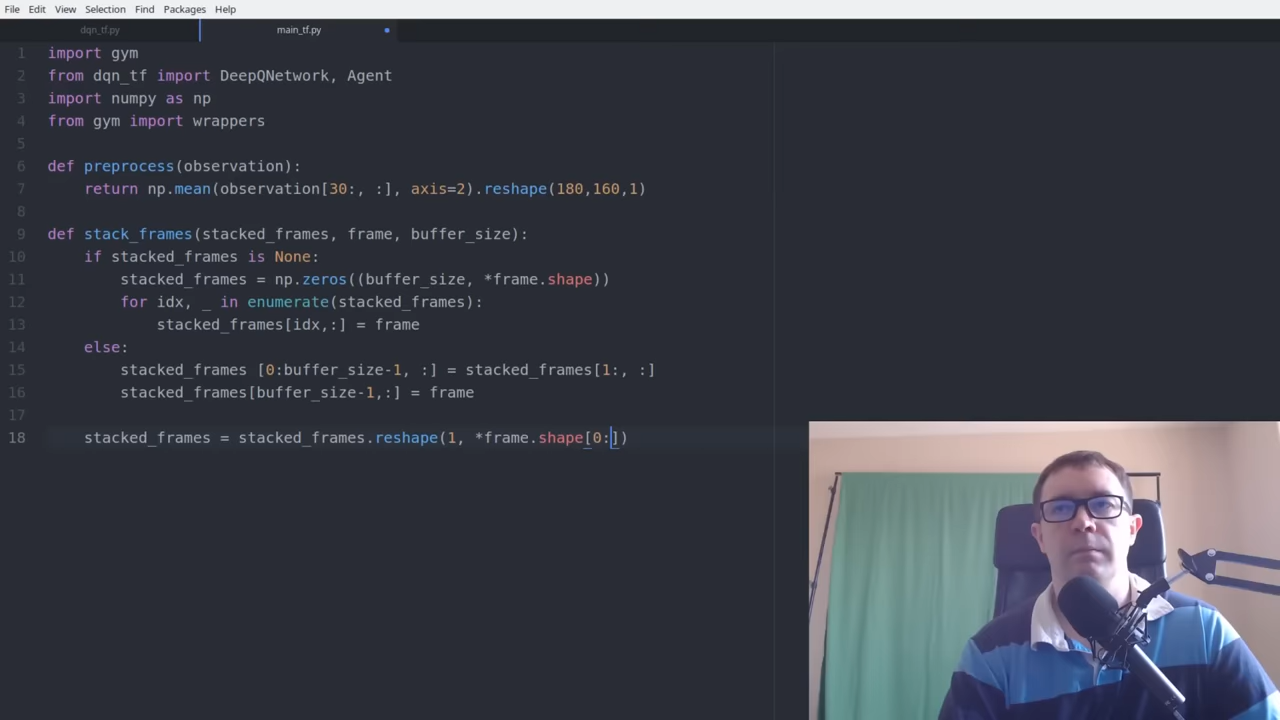 File Edit View Selection Find Packages Help
dqn_tf.py main_tf.py
1 import gym
2 from dqn_tf import DeepQNetwork, Agent
3 import numpy as np
4 from gym import wrappers
5
6 def preprocess(observation):
7     return np.mean(observation[30:, :], axis=2).reshape(180,160,1)
8
9 def stack_frames(stacked_frames, frame, buffer_size):
10     if stacked_frames is None:
11         stacked_frames = np.zeros((buffer_size, *frame.shape))
12         for idx, _ in enumerate(stacked_frames):
13             stacked_frames[idx,:] = frame
14     else:
15         stacked_frames [0:buffer_size-1, :] = stacked_frames[1:, :]
16         stacked_frames[buffer_size-1,:] = frame
17
18     stacked_frames = stacked_frames.reshape(1, *frame.shape[0:])